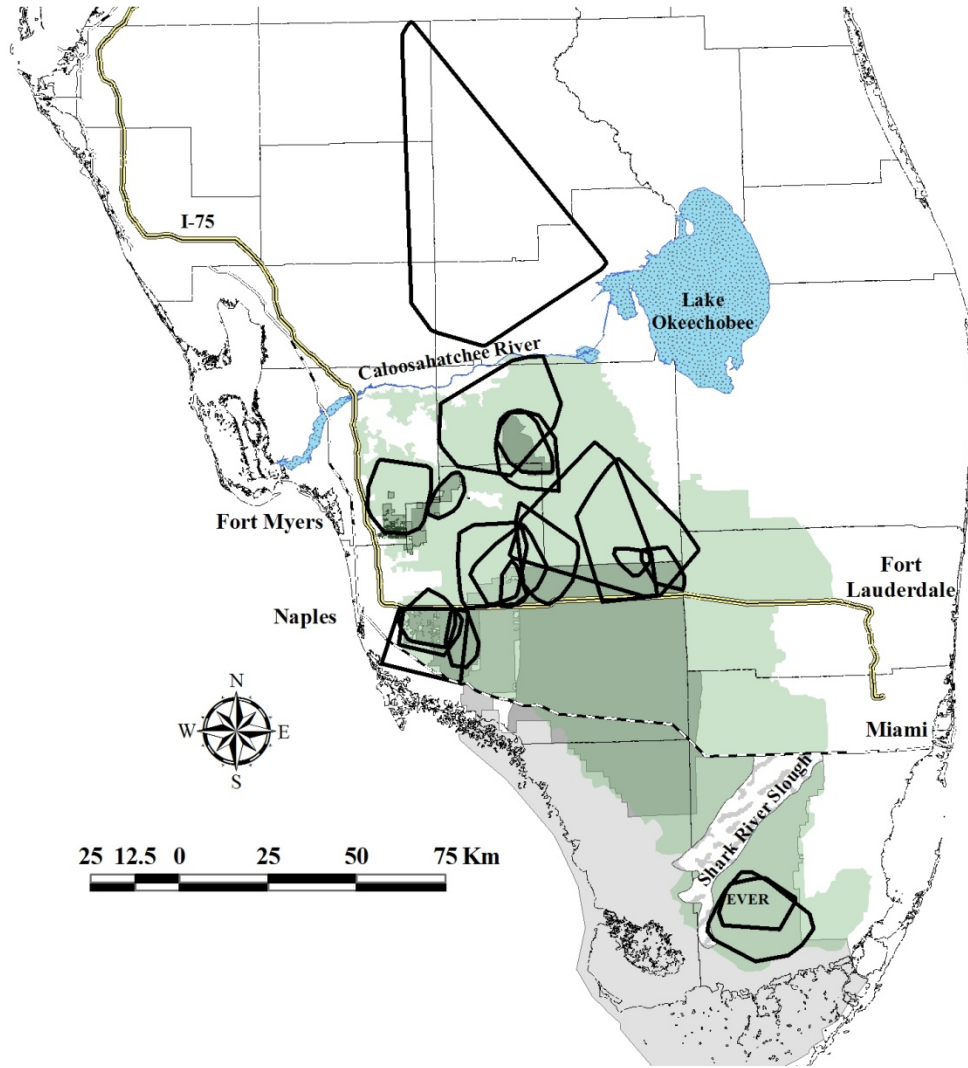 I-75
Lake
Okeechobee
Caloosahatchee River
Fort Myers
Fort
Lauderdale
Naples
N
W E
S
Miami
Shark River Slough
25 12.5 0 25 50 75 Km
EVER